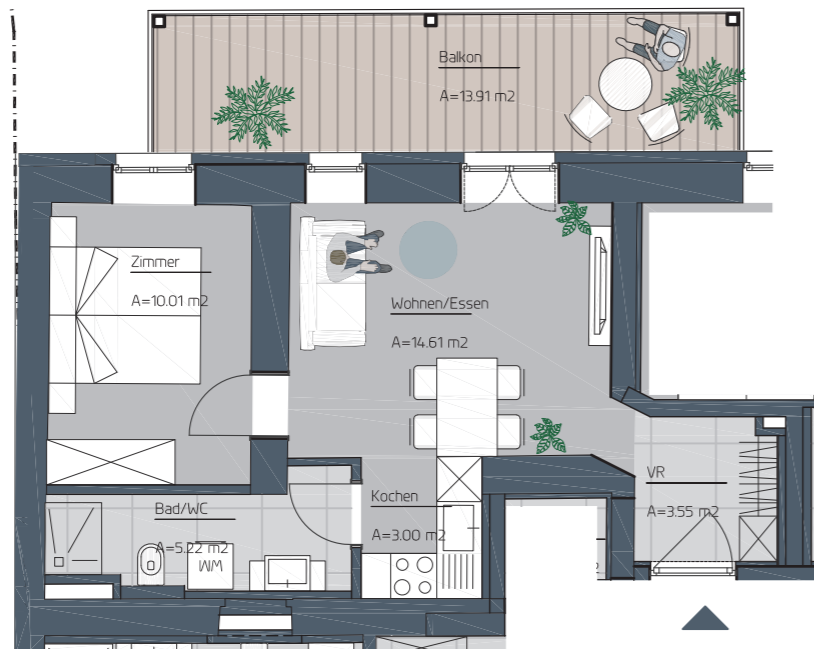 Balkon
A=13.91 m2
Zimmer
A=10.01 m2
Wohnen/Essen
A=14.61 m2
VR
A=3.55 m2
Kochen
A=3.00 m2
Bad/WC
A=5.22 m2
WM